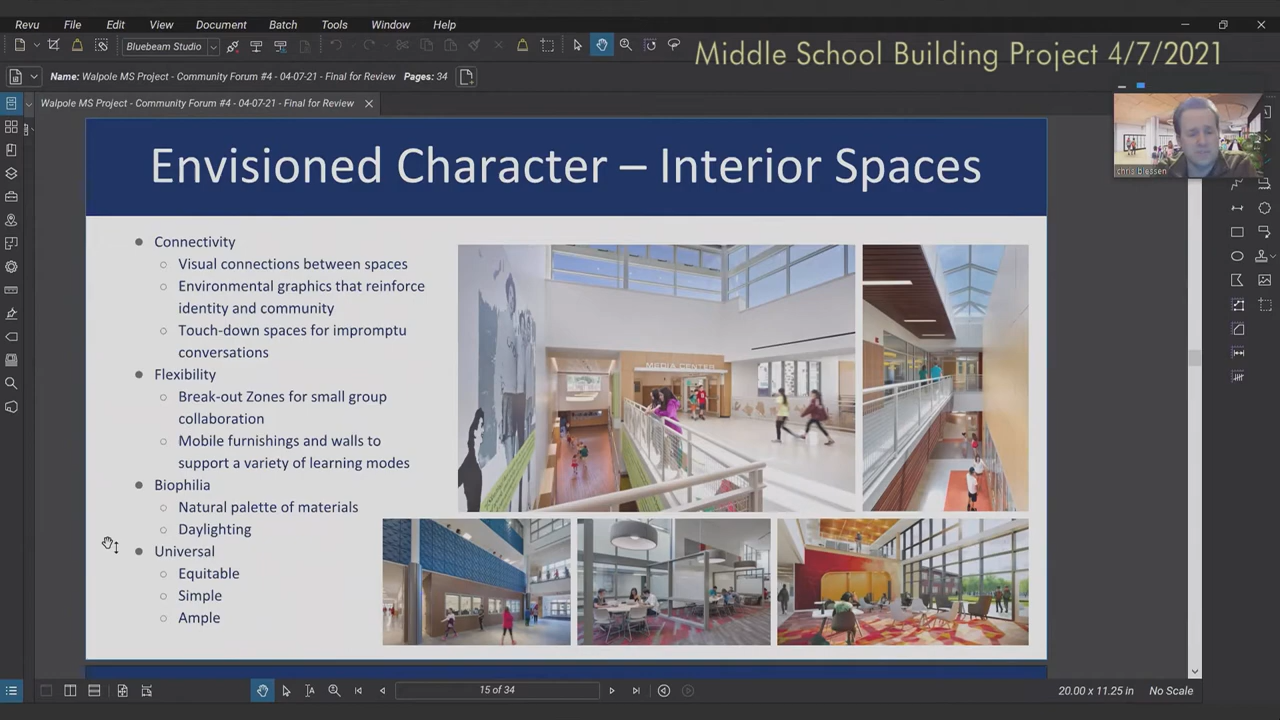 Revu File Edit View Document Batch Tools Window Help
Bluebeam Studio
Middle School Building Project 4/7/2021
Name: Walpole MS Project - Community Forum #4 - 04-07-21 - Final for Review Pages: 34
Walpole MS Project - Community Forum #4 - 04-07-21 - Final for Review
chris blessen
Envisioned Character – Interior Spaces
Connectivity
Visual connections between spaces
Environmental graphics that reinforce
identity and community
Touch-down spaces for impromptu
conversations
Flexibility
Break-out Zones for small group
collaboration
Mobile furnishings and walls to
support a variety of learning modes
Biophilia
Natural palette of materials
Daylighting
Universal
Equitable
Simple
Ample
MEDIA CENTER
15 of 34
20.00 x 11.25 in No Scale